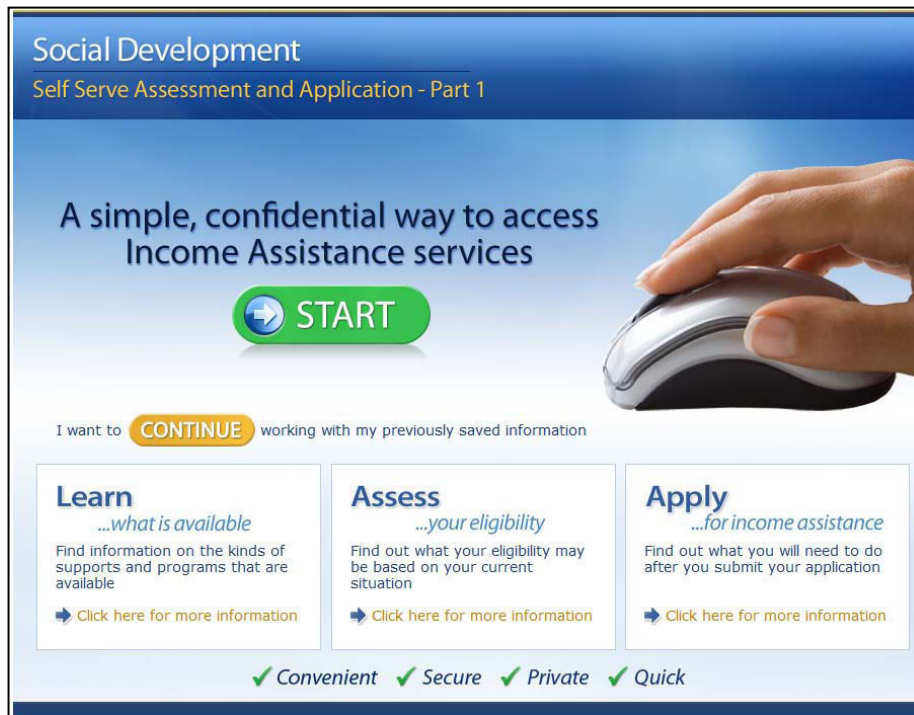 Social Development
Self Serve Assessment and Application - Part 1
A simple, confidential way to access
Income Assistance services
START
I want to CONTINUE working with my previously saved information
Learn
...what is available
Find information on the kinds of
supports and programs that are
available
Click here for more information
Assess
...your eligibility
Find out what your eligibility may
be based on your current
situation
Click here for more information
Apply
...for income assistance
Find out what you will need to do
after you submit your application
Click here for more information
Convenient Secure Private Quick